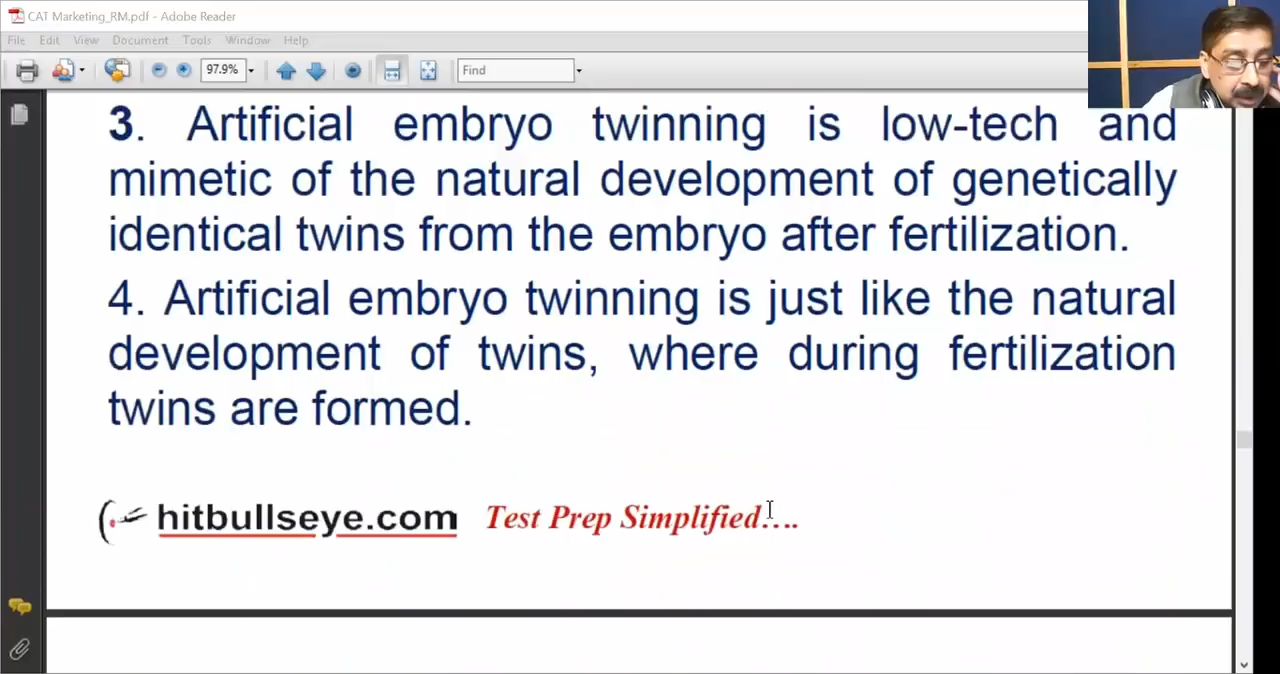 CAT Marketing_RM.pdf - Adobe Reader
File Edit View Document Tools Window Help
97.9% Find
3. Artificial embryo twinning is low-tech and
mimetic of the natural development of genetically
identical twins from the embryo after fertilization.
4. Artificial embryo twinning is just like the natural
development of twins, where during fertilization
twins are formed.
hitbullseye.com Test Prep Simplified....